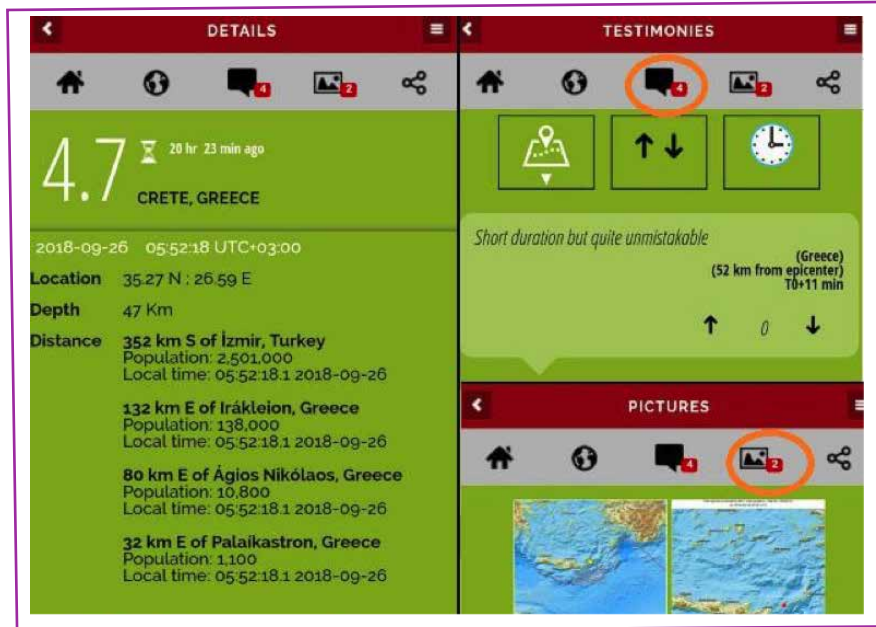 DETAILS
4
2
4.7
20 hr 23 min ago
CRETE, GREECE
2018-09-26 05:52:18 UTC+03:00
Location 35.27 N ; 26.59 E
Depth 47 Km
Distance 352 km S of İzmir, Turkey
Population: 2,501,000
Local time: 05:52:18.1 2018-09-26
132 km E of Irákleion, Greece
Population: 138,000
Local time: 05:52:18.1 2018-09-26
80 km E of Ágios Nikólaos, Greece
Population: 10,800
Local time: 05:52:18.1 2018-09-26
32 km E of Palaíkastron, Greece
Population: 1,100
Local time: 05:52:18.1 2018-09-26
TESTIMONIES
4
2
Short duration but quite unmistakable
(Greece)
(52 km from epicenter)
T0+11 min
0
PICTURES
4
2